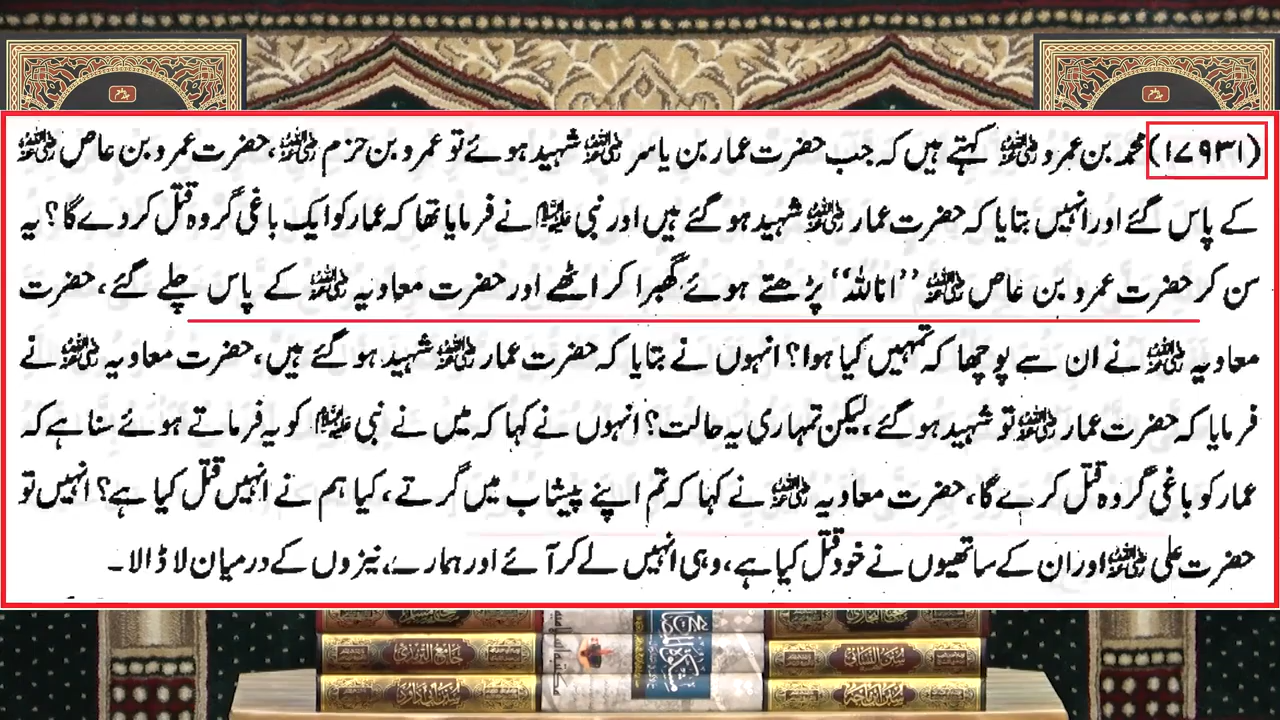 (۱۷۹۳۱) محمد بن عمرو رضی اللہ عنہ کہتے ہیں کہ جب حضرت عمار بن یاسر رضی اللہ عنہ شہید ہوئے تو عمرو بن حزم رضی اللہ عنہ، حضرت عمرو بن عاص رضی اللہ عنہ
کے پاس گئے اور انہیں بتایا کہ حضرت عمار رضی اللہ عنہ شہید ہو گئے ہیں اور نبی علیہ السلام نے فرمایا تھا کہ عمار کو ایک باغی گروہ قتل کر دے گا؟ یہ
سن کر حضرت عمرو بن عاص رضی اللہ عنہ ’’اناللہ‘‘ پڑھتے ہوئے گھبرا کر اٹھے اور حضرت معاویہ رضی اللہ عنہ کے پاس چلے گئے، حضرت
معاویہ رضی اللہ عنہ نے ان سے پوچھا کہ تمہیں کیا ہوا؟ انہوں نے بتایا کہ حضرت عمار رضی اللہ عنہ شہید ہو گئے ہیں، حضرت معاویہ رضی اللہ عنہ نے
فرمایا کہ حضرت عمار رضی اللہ عنہ تو شہید ہو گئے، لیکن تمہاری یہ حالت؟ انہوں نے کہا کہ میں نے نبی علیہ السلام کو یہ فرماتے ہوئے سنا ہے کہ
عمار کو باغی گروہ قتل کرے گا، حضرت معاویہ رضی اللہ عنہ نے کہا کہ تم اپنے پیشاب میں گرتے، کیا ہم نے انہیں قتل کیا ہے؟ انہیں تو
حضرت علی رضی اللہ عنہ اور ان کے ساتھیوں نے خود قتل کیا ہے، وہی انہیں لے کر آئے اور ہمارے نیزوں کے درمیان لا ڈالا۔
جامع الترمذی
سنن النسائی
سنن ابی داود
سنن ابن ماجہ